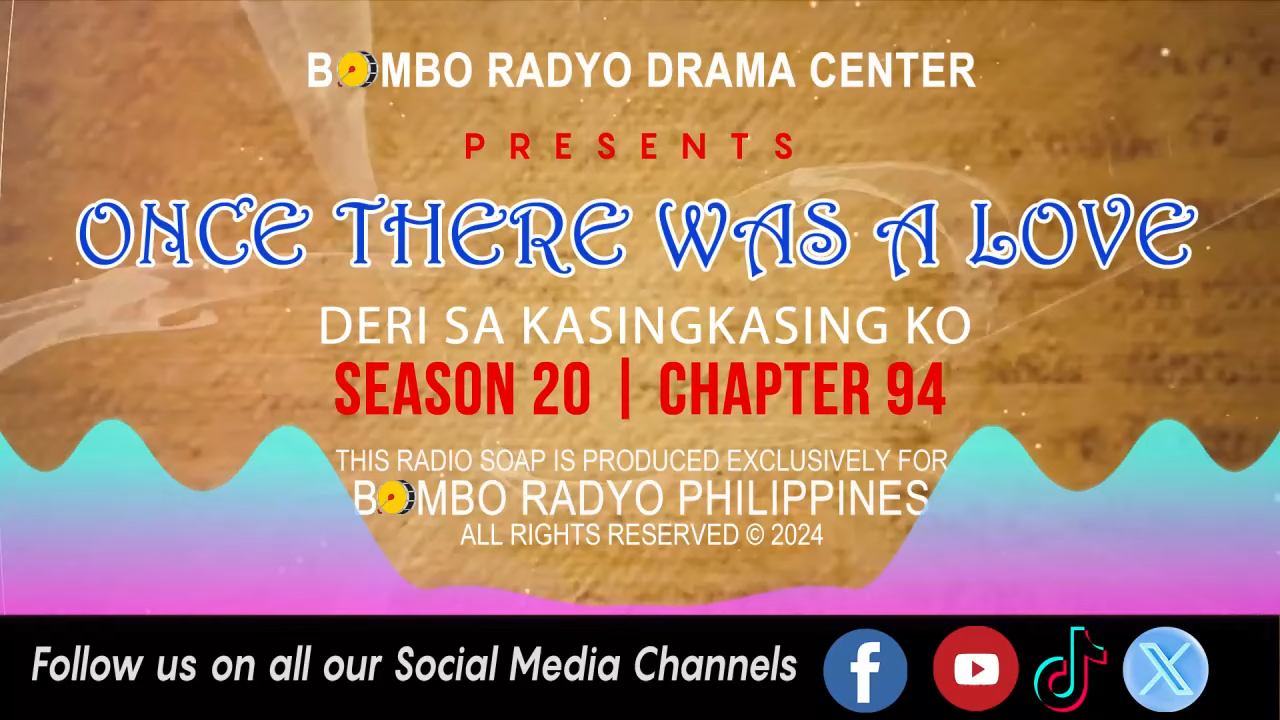 BOMBO RADYO DRAMA CENTER
PRESENTS
ONCE THERE WAS A LOVE
DERI SA KASINGKASING KO
SEASON 20 | CHAPTER 94
THIS RADIO SOAP IS PRODUCED EXCLUSIVELY FOR
BOMBO RADYO PHILIPPINES
ALL RIGHTS RESERVED © 2024
Follow us on all our Social Media Channels